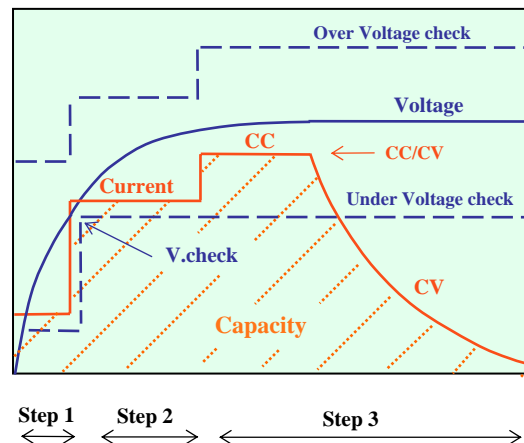 Over Voltage check
Voltage
CC
CC/CV
Current
Under Voltage check
V.check
CV
Capacity
Step 1
Step 2
Step 3